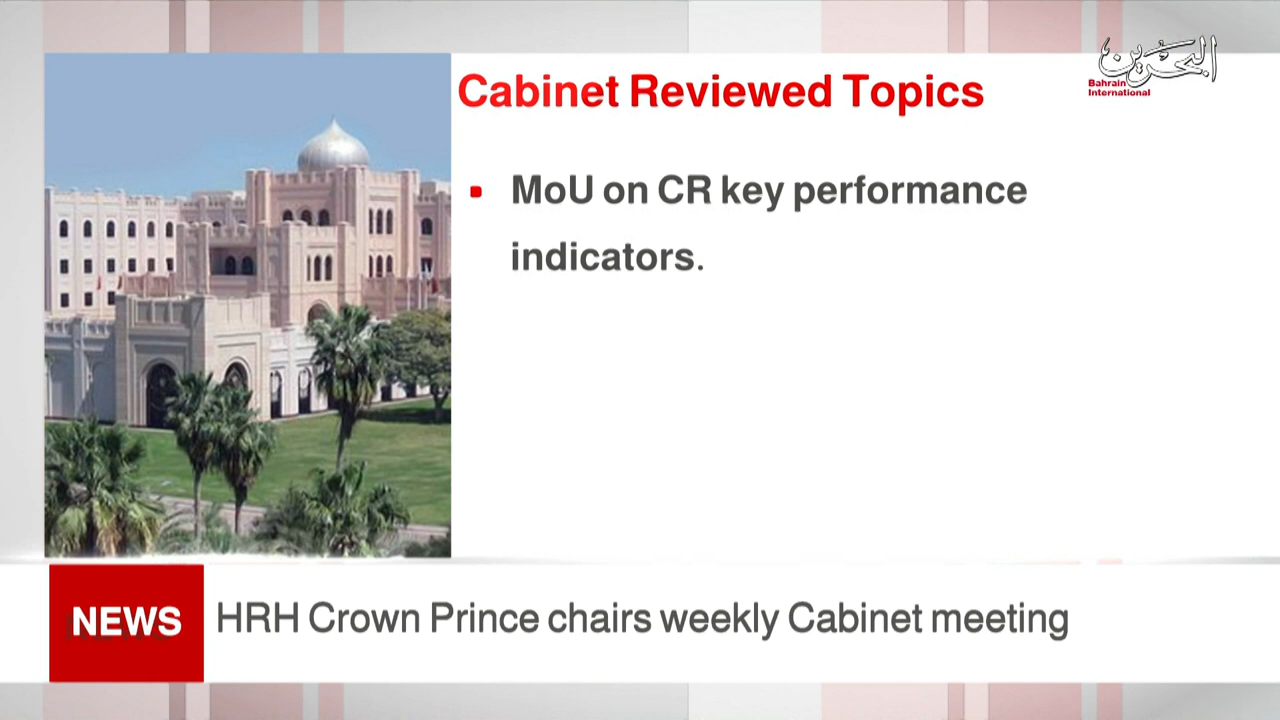 Cabinet Reviewed Topics
البحرين
Bahrain
International
MoU on CR key performance
indicators.
NEWS
HRH Crown Prince chairs weekly Cabinet meeting